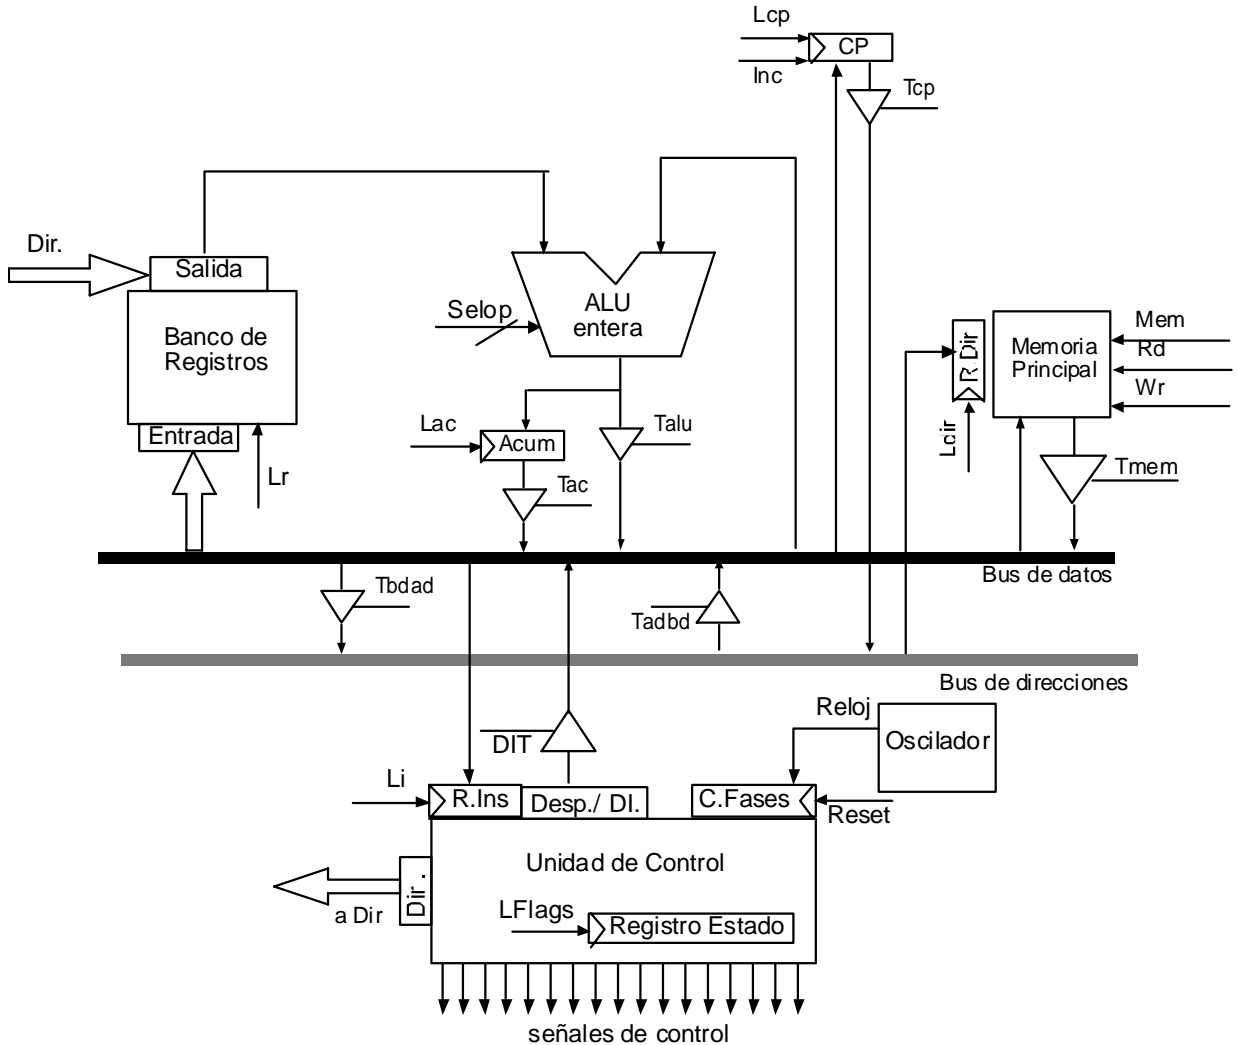 Lcp
CP
Inc
Tcp
Dir.
Salida
Banco de
Registros
Entrada
Lr
Selop
ALU
entera
Lac
Acum
Talu
Tac
R.Dir
Ldir
Memoria
Principal
Mem
Rd
Wr
Tmem
Bus de datos
Tbdad
Tadbd
Bus de direcciones
DIT
Reloj
Oscilador
Li
R.Ins
Desp./ DI.
C.Fases
Reset
Unidad de Control
Dir.
a Dir
LFlags
Registro Estado
señales de control